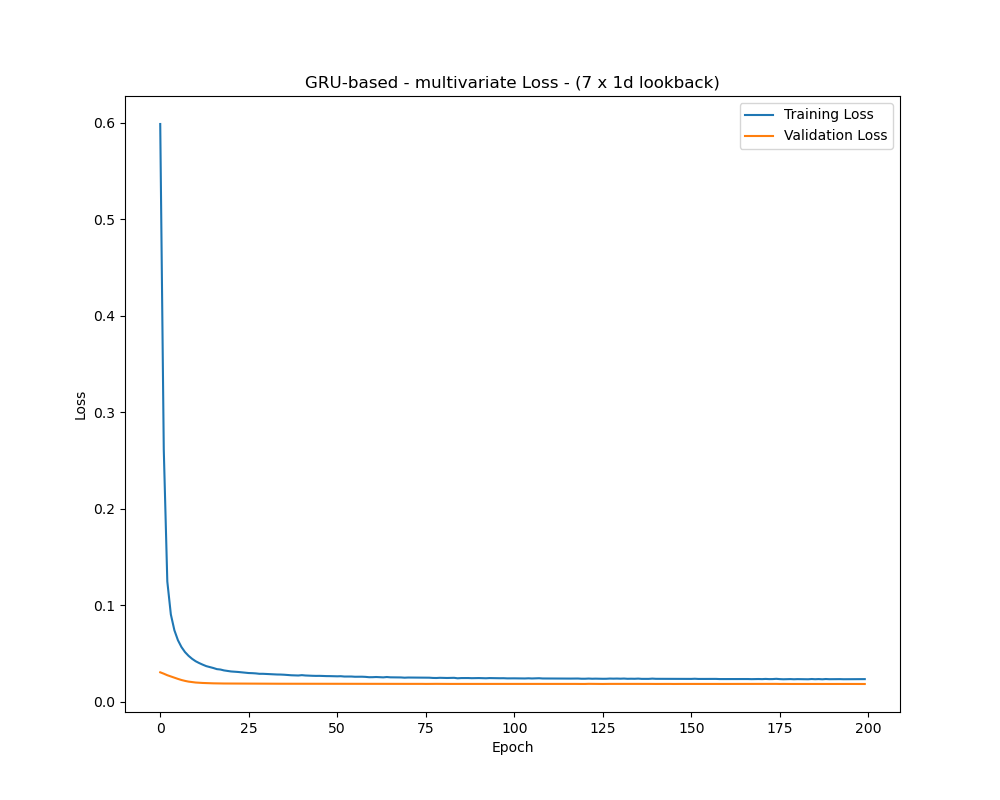 GRU-based - multivariate Loss - (7 x 1d lookback)
Training Loss
Validation Loss
0.6
0.5
0.4
0.3
0.2
0.1
0.0
Loss
0 25 50 75 100 125 150 175 200
Epoch